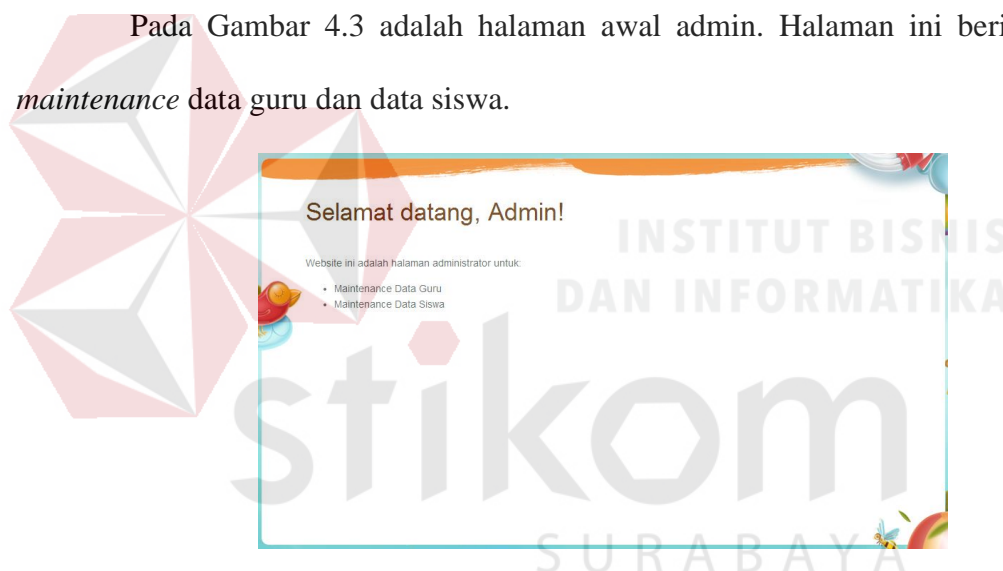 Pada Gambar 4.3 adalah halaman awal admin. Halaman ini beri
maintenance data guru dan data siswa.
Selamat datang, Admin!
Website ini adalah halaman administrator untuk:
Maintenance Data Guru
Maintenance Data Siswa
INSTITUT BISNIS
DAN INFORMATIKA
stikom
SURABAYA